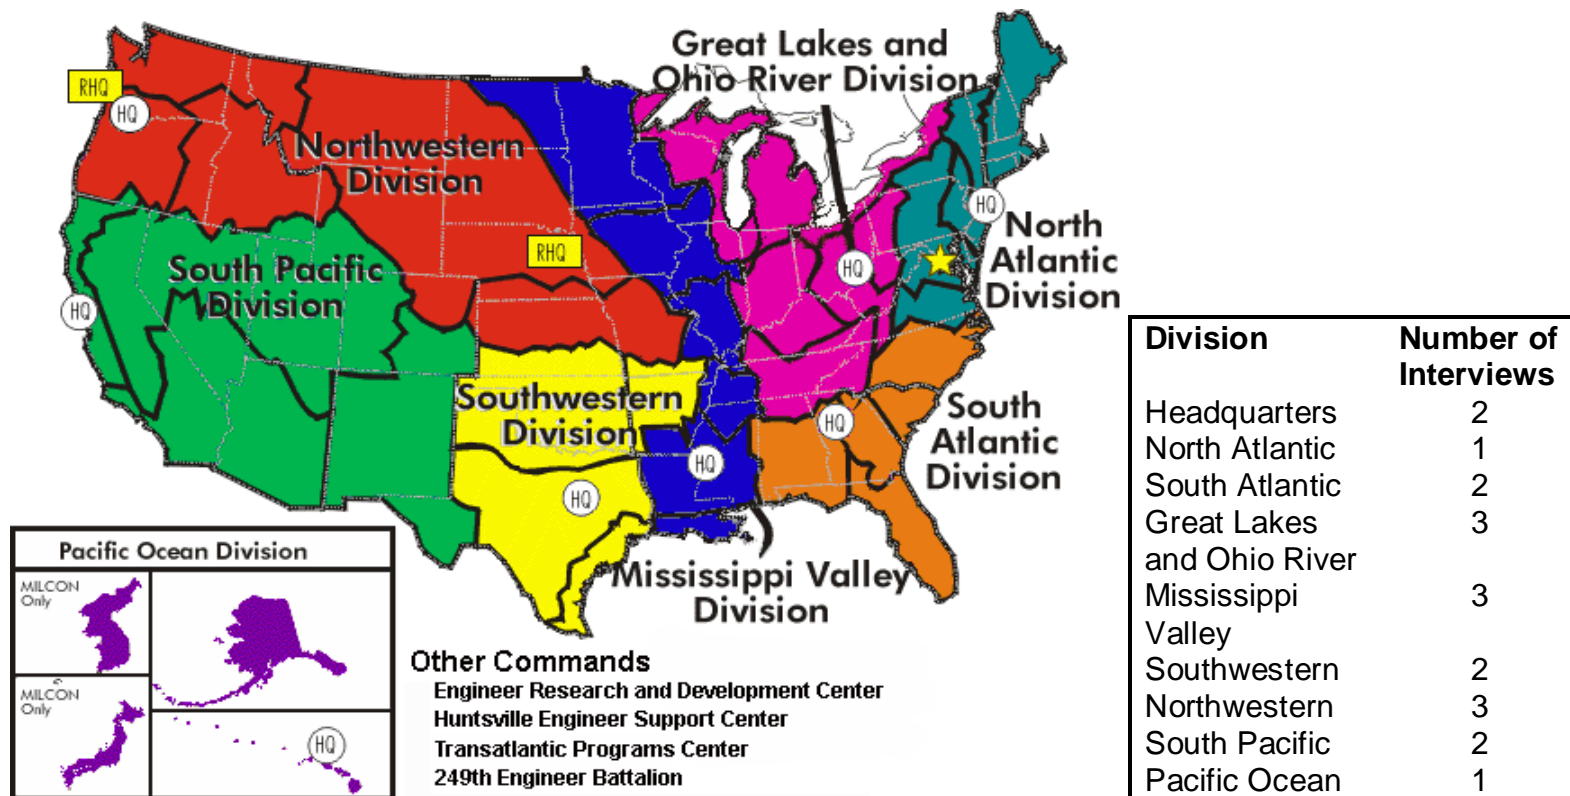 Great Lakes and
Ohio River Division
RHQ
HQ
Northwestern
Division
HQ
North
Atlantic
Division
RHQ
HQ
South Pacific
Division
HQ
Southwestern
Division
HQ
South
Atlantic
Division
HQ
HQ
Mississippi Valley
Division
Pacific Ocean Division
MILCON
Only
MILCON
Only
HQ
Other Commands
Engineer Research and Development Center
Huntsville Engineer Support Center
Transatlantic Programs Center
249th Engineer Battalion
Division Number of
Interviews
Headquarters 2
North Atlantic 1
South Atlantic 2
Great Lakes 3
and Ohio River
Mississippi 3
Valley
Southwestern 2
Northwestern 3
South Pacific 2
Pacific Ocean 1